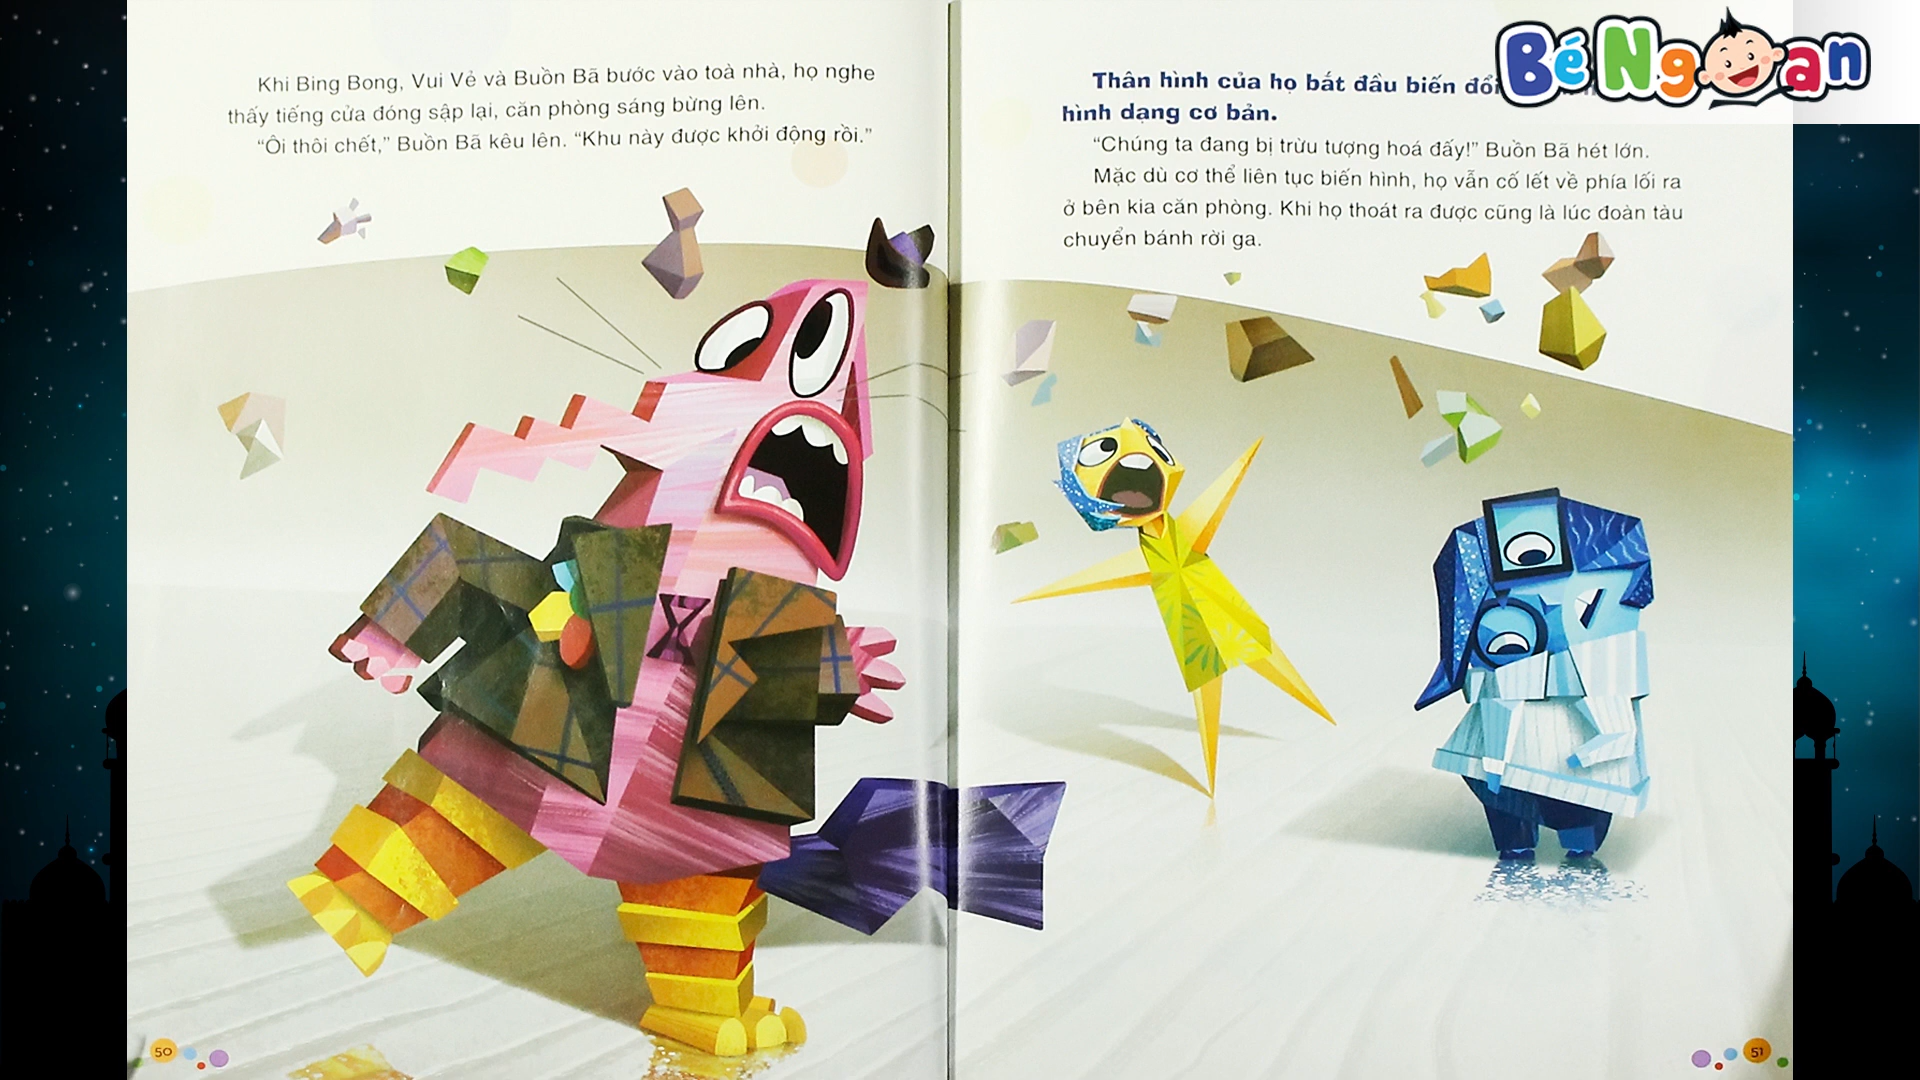 Khi Bing Bong, Vui Vẻ và Buồn Bã bước vào toà nhà, họ nghe
thấy tiếng cửa đóng sập lại, căn phòng sáng bừng lên.
“Ôi thôi chết,” Buồn Bã kêu lên. “Khu này được khởi động rồi.”
50
Bé Ngoan
Thân hình của họ bắt đầu biến đổi
hình dạng cơ bản.
“Chúng ta đang bị trừu tượng hoá đấy!” Buồn Bã hét lớn.
Mặc dù cơ thể liên tục biến hình, họ vẫn cố lết về phía lối ra
ở bên kia căn phòng. Khi họ thoát ra được cũng là lúc đoàn tàu
chuyển bánh rời ga.
51